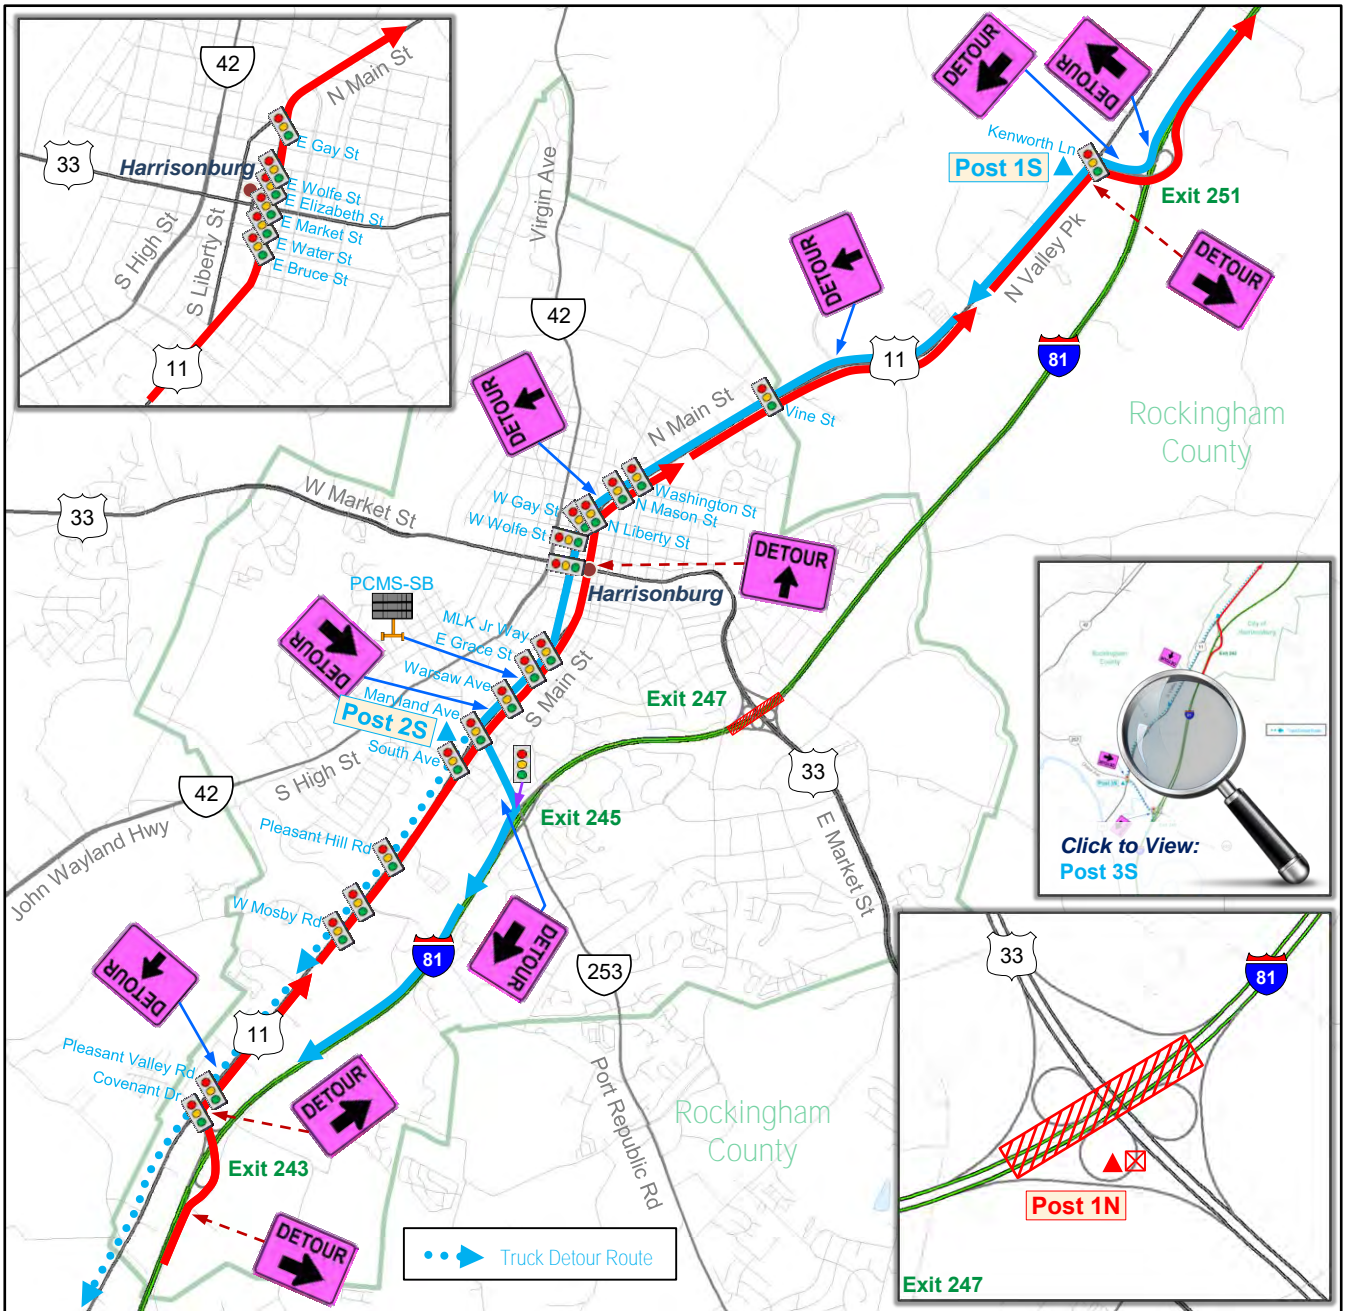 42
N Main St
E Gay St
33
Harrisonburg
E Wolfe St
E Elizabeth St
E Market St
E Water St
E Bruce St
S High St
S Liberty St
11
DETOUR
DETOUR
Kenworth Ln
Post 1S
Exit 251
DETOUR
N Valley Pk
Virgin Ave
42
DETOUR
11
81
Rockingham
County
DETOUR
N Main St
Vine St
33
W Market St
Washington St
N Mason St
W Gay St
N Liberty St
W Wolfe St
DETOUR
Harrisonburg
PCMS-SB
MLK Jr Way
E Grace St
DETOUR
Warsaw Ave
Maryland Ave
S Main St
Post 2S
South Ave
Exit 247
33
42
S High St
Exit 245
John Wayland Hwy
Pleasant Hill Rd
E Market St
W Mosby Rd
DETOUR
81
253
DETOUR
11
Pleasant Valley Rd
Covenant Dr
DETOUR
Port Republic Rd
Rockingham
County
Exit 243
DETOUR
Truck Detour Route
City of
Harrisonburg
Rockingham
County
Click to View:
Post 3S
33
81
Post 1N
Exit 247